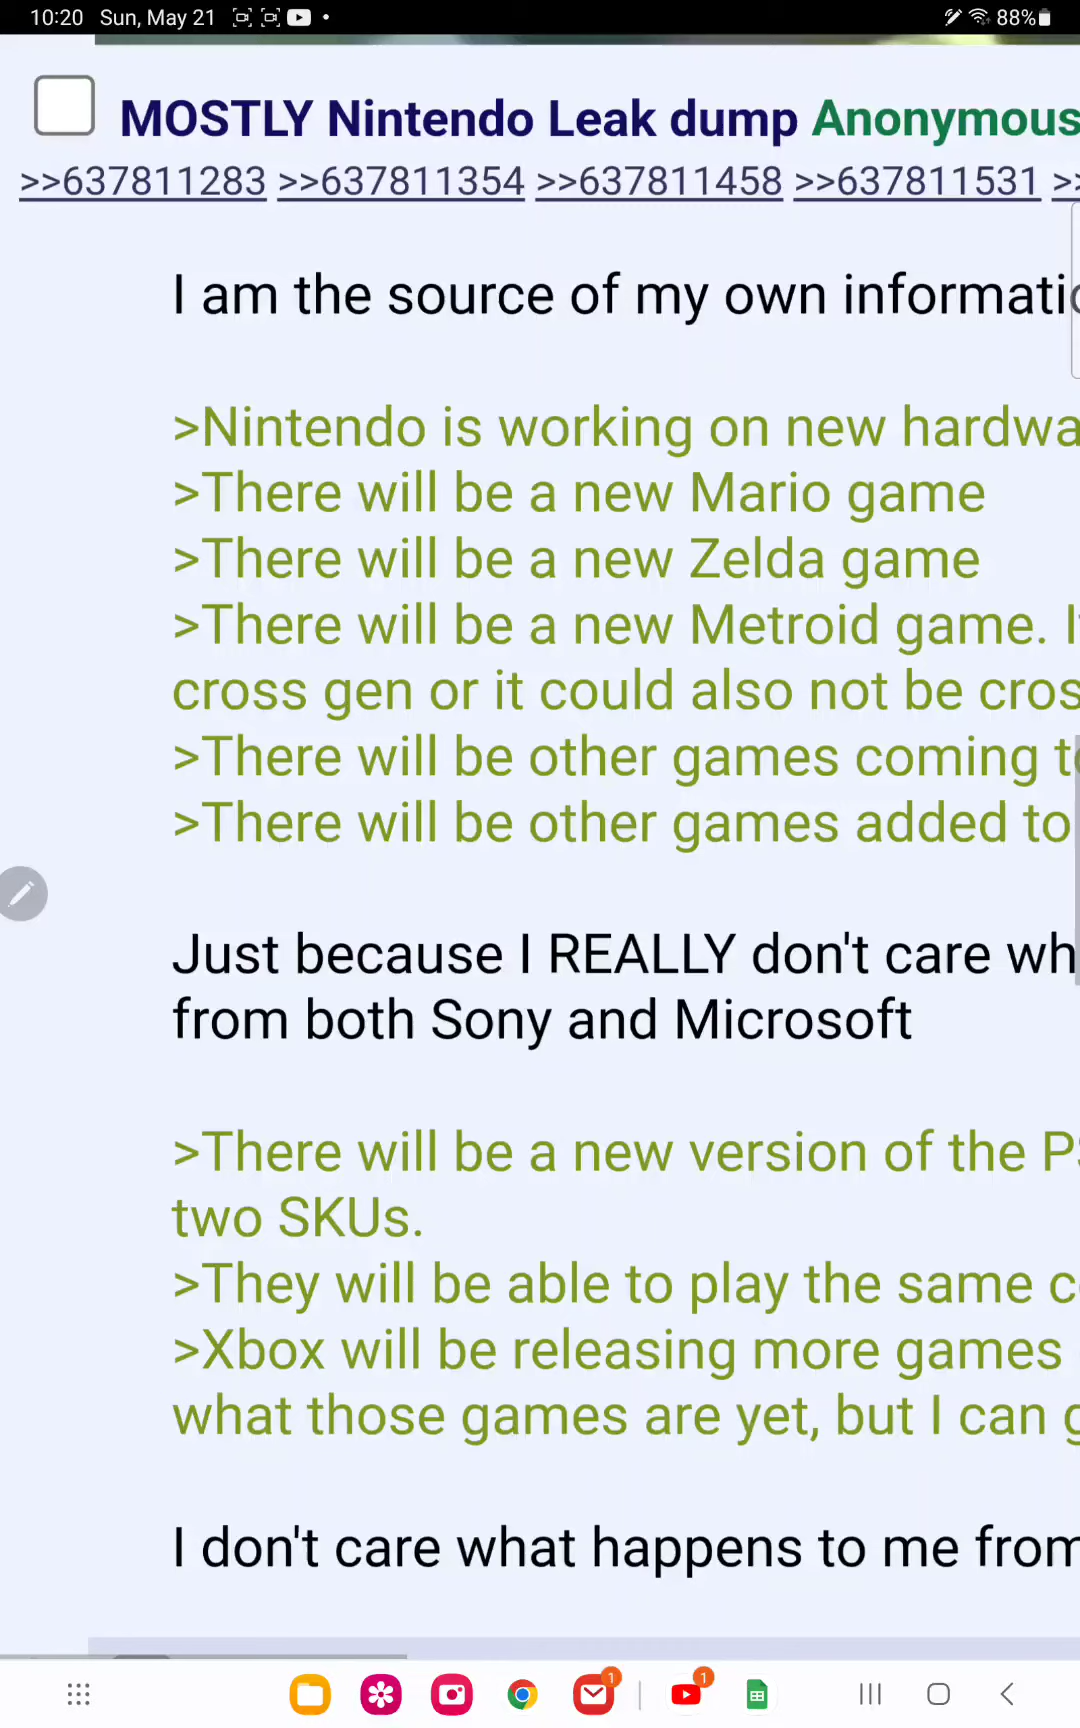 10:20 Sun, May 21 88%
MOSTLY Nintendo Leak dump Anonymous
>>637811283 >>637811354 >>637811458 >>637811531 >>
I am the source of my own informatio
>Nintendo is working on new hardwa
>There will be a new Mario game
>There will be a new Zelda game
>There will be a new Metroid game. I
cross gen or it could also not be cros
>There will be other games coming to
>There will be other games added to
Just because I REALLY don't care wh
from both Sony and Microsoft
>There will be a new version of the PS
two SKUs.
>They will be able to play the same c
>Xbox will be releasing more games
what those games are yet, but I can g
I don't care what happens to me from
1 1